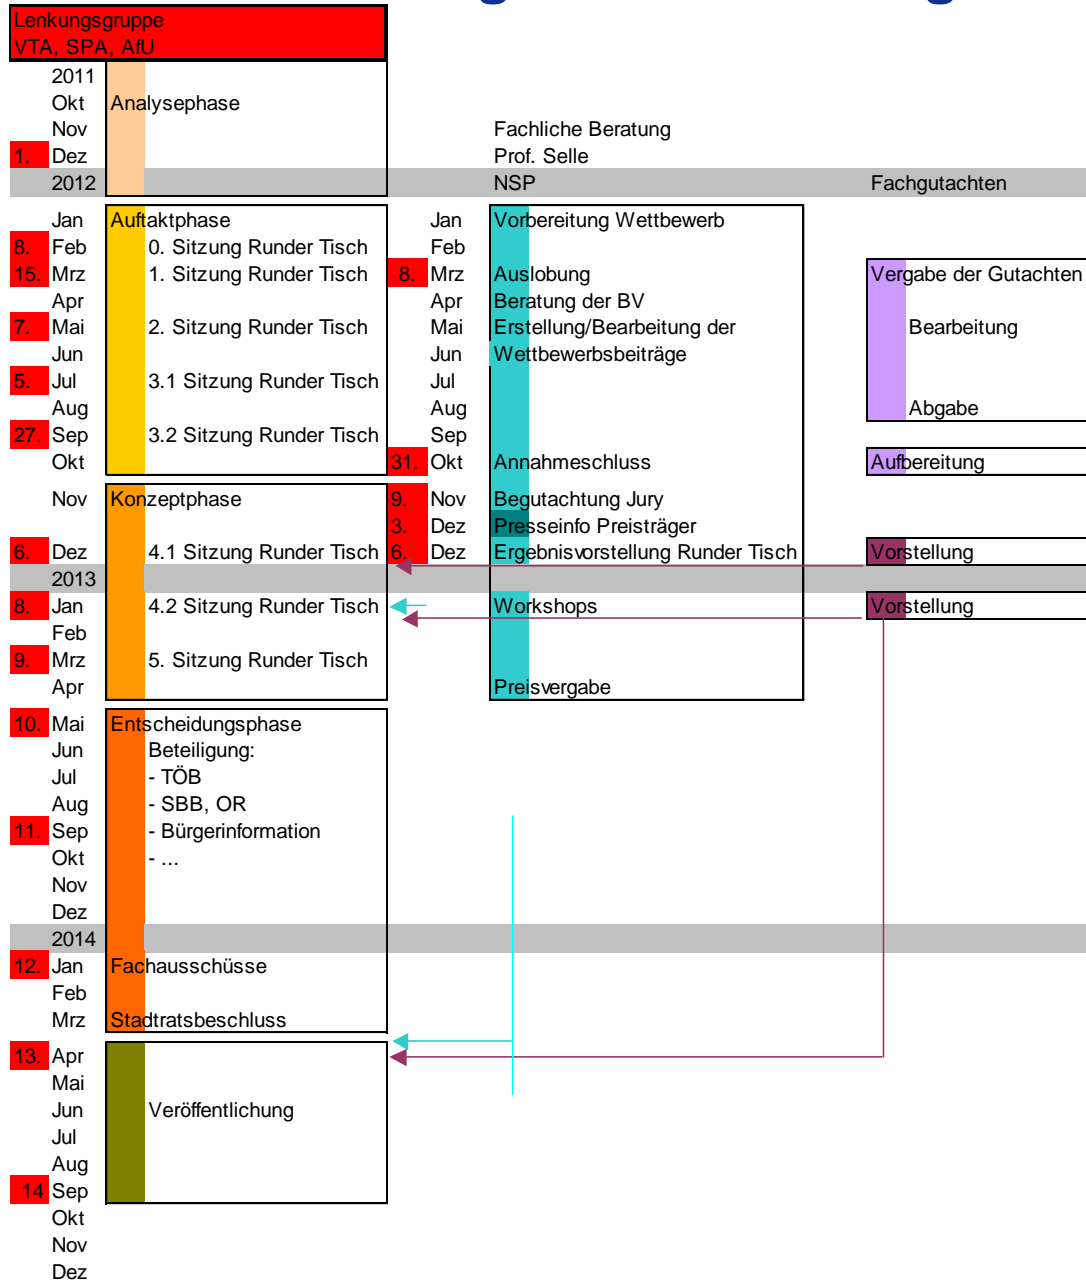 Lenkungsgruppe
VTA, SPA, AfU
2011
Okt Analysephase
Nov Fachliche Beratung
1. Dez Prof. Selle
2012 NSP Fachgutachten
Jan Auftaktphase Jan Vorbereitung Wettbewerb
8. Feb 0. Sitzung Runder Tisch Feb
15. Mrz 1. Sitzung Runder Tisch 8. Mrz Auslobung Vergabe der Gutachten
Apr Apr Beratung der BV
7. Mai 2. Sitzung Runder Tisch Mai Erstellung/Bearbeitung der Bearbeitung
Jun Jun Wettbewerbsbeiträge
5. Jul 3.1 Sitzung Runder Tisch Jul
Aug Aug Abgabe
27. Sep 3.2 Sitzung Runder Tisch Sep
Okt 31. Okt Annahmeschluss Aufbereitung
Nov Konzeptphase 9. Nov Begutachtung Jury
3. Dez Presseinfo Preisträger
6. Dez 4.1 Sitzung Runder Tisch 6. Dez Ergebnisvorstellung Runder Tisch Vorstellung
2013
8. Jan 4.2 Sitzung Runder Tisch Workshops Vorstellung
Feb
9. Mrz 5. Sitzung Runder Tisch
Apr Preisvergabe
10. Mai Entscheidungsphase
Jun Beteiligung:
Jul - TÖB
Aug - SBB, OR
11. Sep - Bürgerinformation
Okt - ...
Nov
Dez
2014
12. Jan Fachausschüsse
Feb
Mrz Stadtratsbeschluss
13. Apr
Mai
Jun Veröffentlichung
Jul
Aug
14 Sep
Okt
Nov
Dez